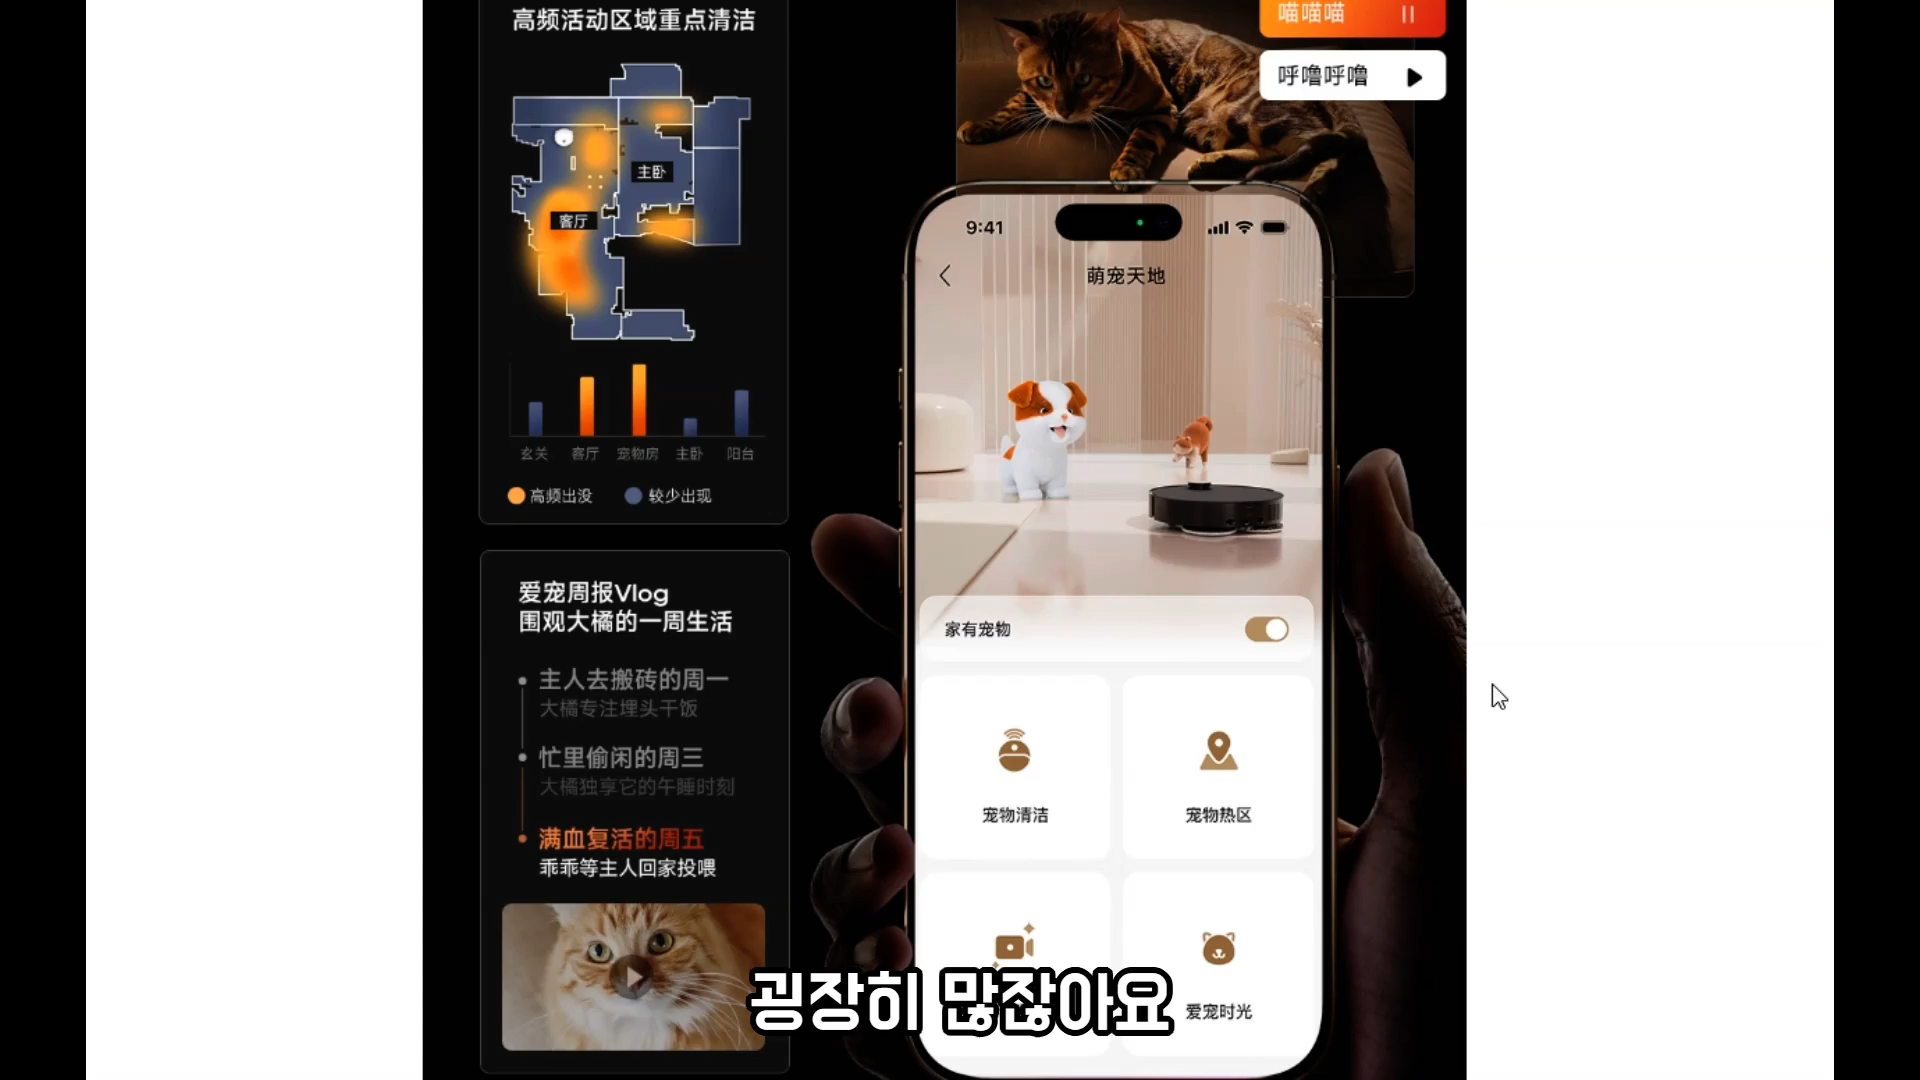 高频活动区域重点清洁
主卧
客厅
玄关 客厅 宠物房 主卧 阳台
高频出没 较少出现
爱宠周报Vlog
围观大橘的一周生活
主人去搬砖的周一
大橘专注埋头干饭
忙里偷闲的周三
大橘独享它的午睡时刻
满血复活的周五
乖乖等主人回家投喂
喵喵喵
呼噜呼噜
9:41
萌宠天地
家有宠物
宠物清洁
宠物热区
爱宠时光
굉장히 많잖아요